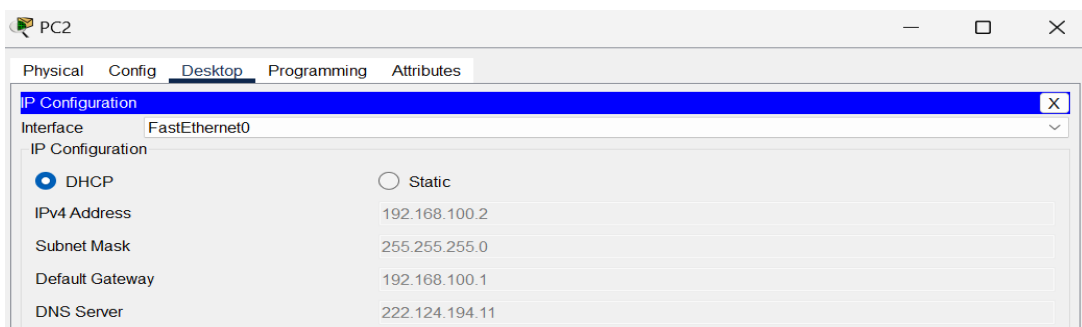 PC2
Physical Config Desktop Programming Attributes
IP Configuration X
Interface FastEthernet0
IP Configuration
DHCP Static
IPv4 Address 192.168.100.2
Subnet Mask 255.255.255.0
Default Gateway 192.168.100.1
DNS Server 222.124.194.11